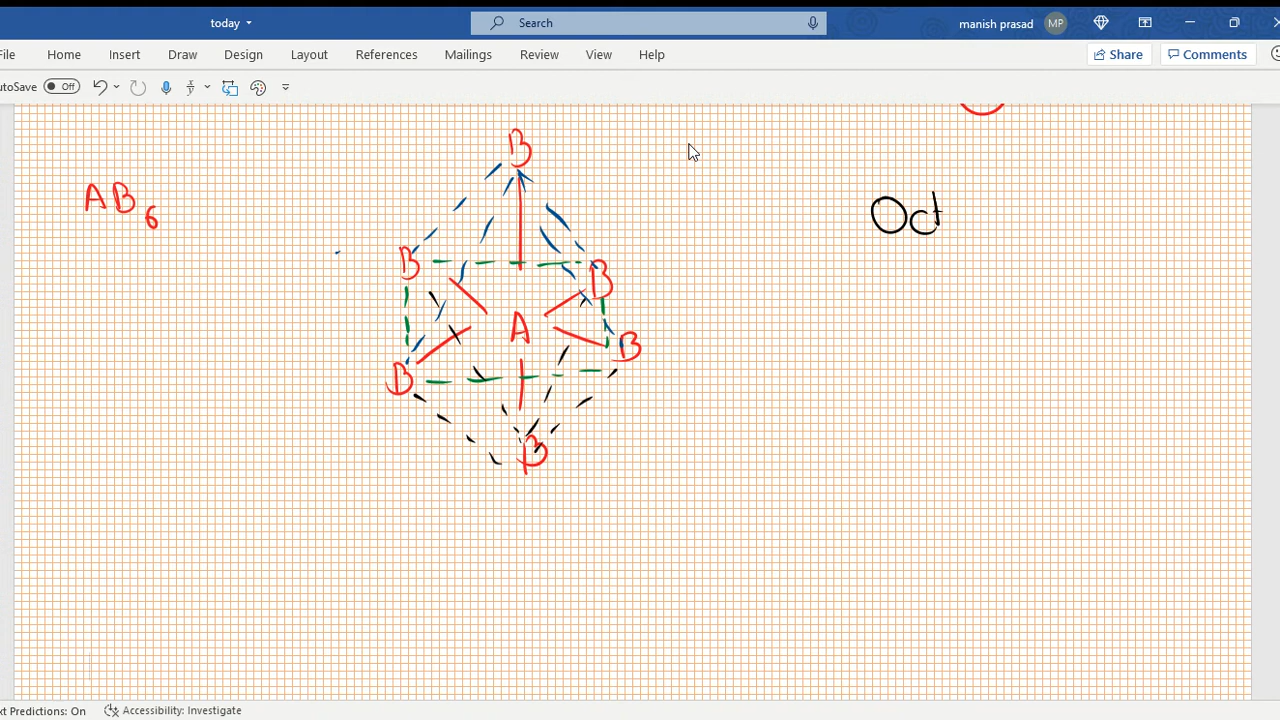 today
Search
manish prasad
MP
File Home Insert Draw Design Layout References Mailings Review View Help
Share
Comments
AutoSave Off
B
AB6
Oct
B
B
A
B
B
B
xt Predictions: On
Accessibility: Investigate